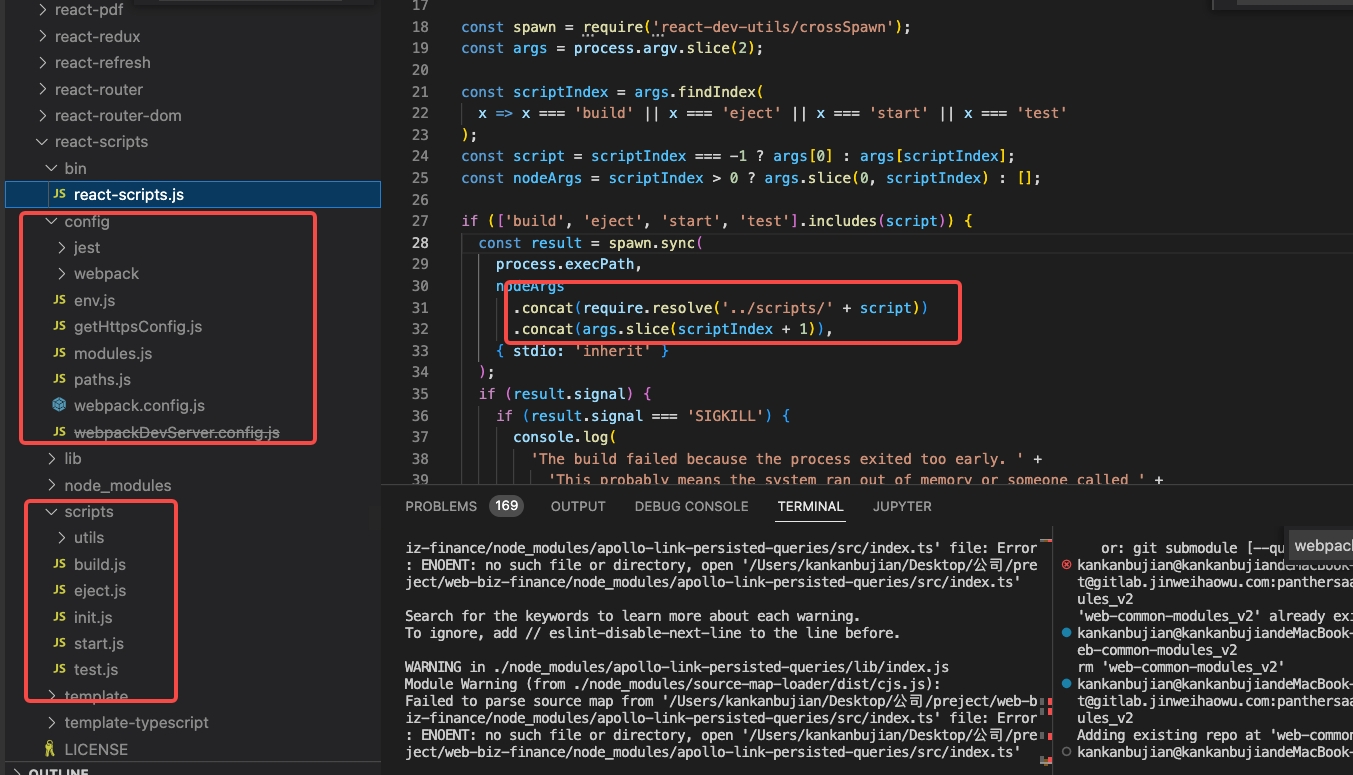 react-pdf
react-redux
react-refresh
react-router
react-router-dom
react-scripts
bin
JS react-scripts.js
config
jest
webpack
JS env.js
JS getHttpsConfig.js
JS modules.js
JS paths.js
webpack.config.js
JS webpackDevServer.config.js
lib
node_modules
scripts
utils
JS build.js
JS eject.js
JS init.js
JS start.js
JS test.js
template
template-typescript
LICENSE
OUTLINE
17
18 const spawn = require('react-dev-utils/crossSpawn');
19 const args = process.argv.slice(2);
20
21 const scriptIndex = args.findIndex(
22 x => x === 'build' || x === 'eject' || x === 'start' || x === 'test'
23 );
24 const script = scriptIndex === -1 ? args[0] : args[scriptIndex];
25 const nodeArgs = scriptIndex > 0 ? args.slice(0, scriptIndex) : [];
26
27 if (['build', 'eject', 'start', 'test'].includes(script)) {
28 const result = spawn.sync(
29 process.execPath,
30 nodeArgs
31 .concat(require.resolve('../scripts/' + script))
32 .concat(args.slice(scriptIndex + 1)),
33 { stdio: 'inherit' }
34 );
35 if (result.signal) {
36 if (result.signal === 'SIGKILL') {
37 console.log(
38 'The build failed because the process exited too early. ' +
39 'This probably means the system ran out of memory or someone called ' +
PROBLEMS 169 OUTPUT DEBUG CONSOLE TERMINAL JUPYTER
iz-finance/node_modules/apollo-link-persisted-queries/src/index.ts' file: Error
: ENOENT: no such file or directory, open '/Users/kankanbujian/Desktop/公司/pre
ject/web-biz-finance/node_modules/apollo-link-persisted-queries/src/index.ts'
Search for the keywords to learn more about each warning.
To ignore, add // eslint-disable-next-line to the line before.
WARNING in ./node_modules/apollo-link-persisted-queries/lib/index.js
Module Warning (from ./node_modules/source-map-loader/dist/cjs.js):
Failed to parse source map from '/Users/kankanbujian/Desktop/公司/preject/web-b
iz-finance/node_modules/apollo-link-persisted-queries/src/index.ts' file: Error
: ENOENT: no such file or directory, open '/Users/kankanbujian/Desktop/公司/pre
ject/web-biz-finance/node_modules/apollo-link-persisted-queries/src/index.ts'
or: git submodule [--qu
webpack
kankanbujian@kankanbujiandeMacBook-
t@gitlab.jinweihaowu.com:panthersaa
ules_v2
'web-common-modules_v2' already exi
kankanbujian@kankanbujiandeMacBook-
eb-common-modules_v2
rm 'web-common-modules_v2'
kankanbujian@kankanbujiandeMacBook-
t@gitlab.jinweihaowu.com:panthersaa
ules_v2
Adding existing repo at 'web-commo
kankanbujian@kankanbujiandeMacBook-